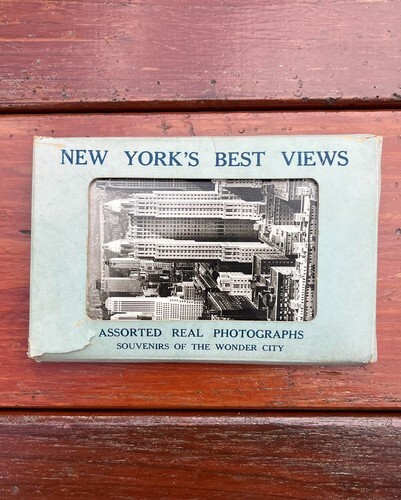 NEW YORK'S BEST VIEWS
ASSORTED REAL PHOTOGRAPHS
SOUVENIRS OF THE WONDER CITY